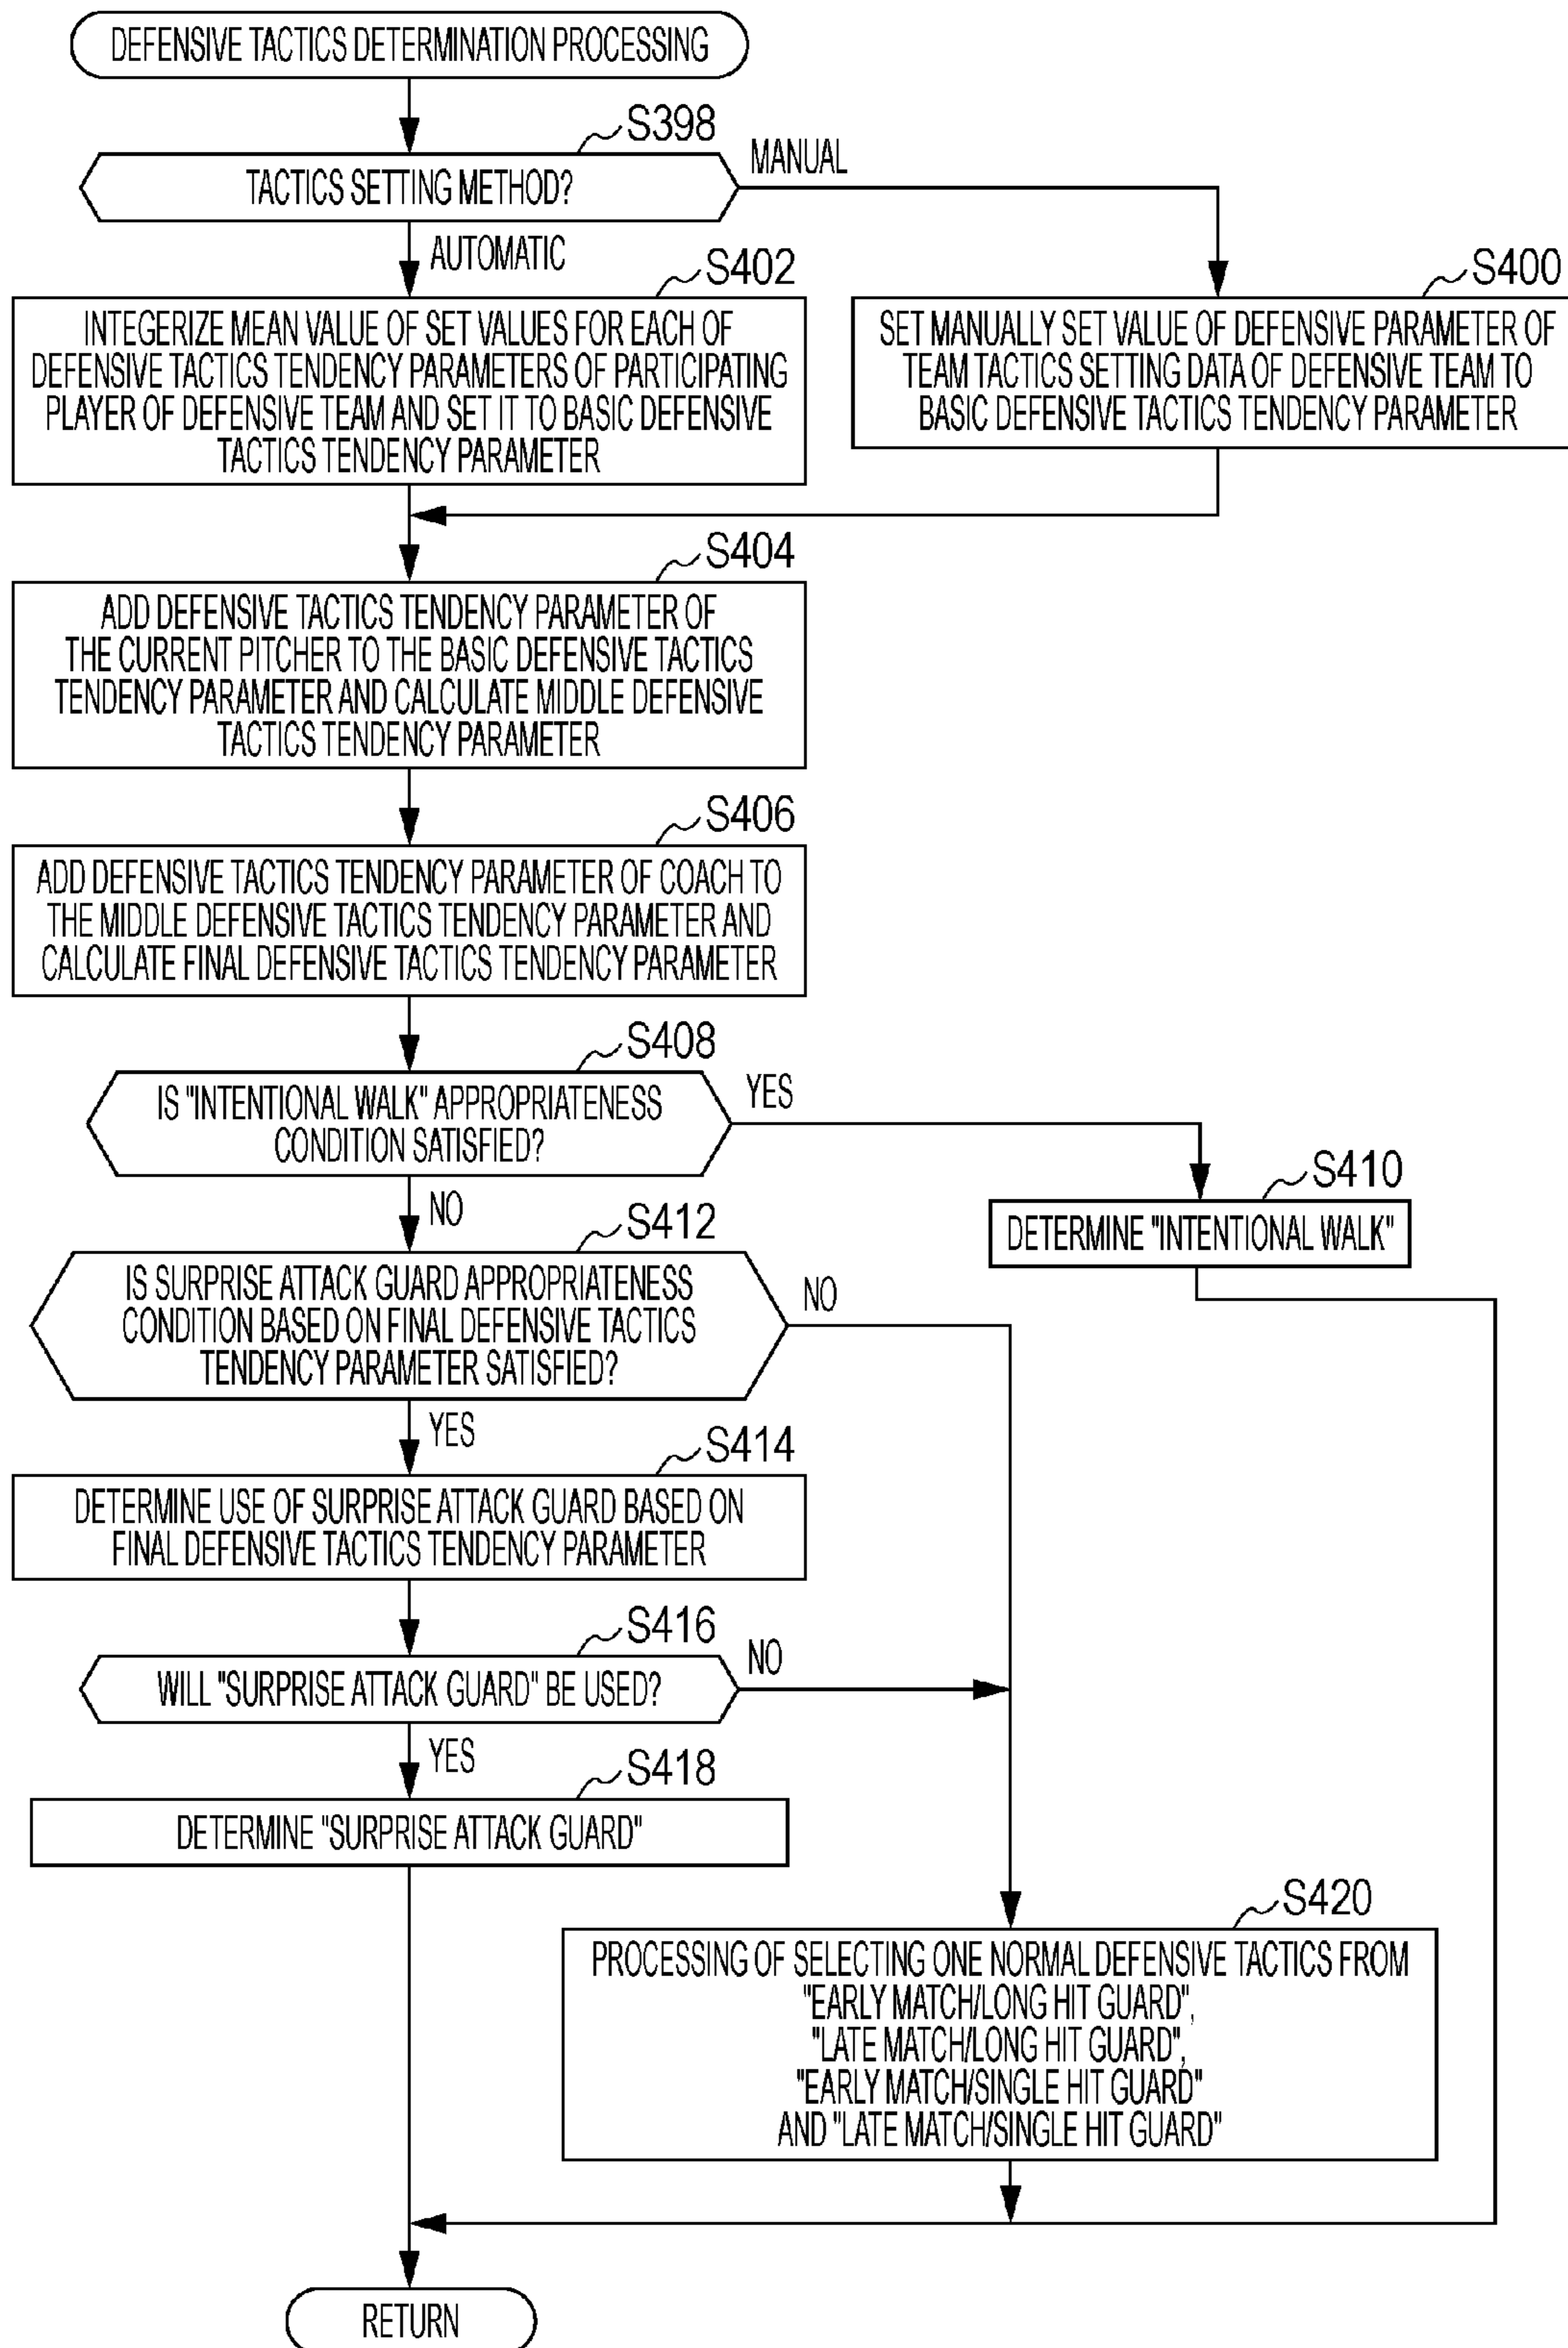 DEFENSIVE TACTICS DETERMINATION PROCESSING
S398
TACTICS SETTING METHOD?
MANUAL
AUTOMATIC
S402
INTEGERIZE MEAN VALUE OF SET VALUES FOR EACH OF
DEFENSIVE TACTICS TENDENCY PARAMETERS OF PARTICIPATING
PLAYER OF DEFENSIVE TEAM AND SET IT TO BASIC DEFENSIVE
TACTICS TENDENCY PARAMETER
S400
SET MANUALLY SET VALUE OF DEFENSIVE PARAMETER OF
TEAM TACTICS SETTING DATA OF DEFENSIVE TEAM TO
BASIC DEFENSIVE TACTICS TENDENCY PARAMETER
S404
ADD DEFENSIVE TACTICS TENDENCY PARAMETER OF
THE CURRENT PITCHER TO THE BASIC DEFENSIVE TACTICS
TENDENCY PARAMETER AND CALCULATE MIDDLE DEFENSIVE
TACTICS TENDENCY PARAMETER
S406
ADD DEFENSIVE TACTICS TENDENCY PARAMETER OF COACH TO
THE MIDDLE DEFENSIVE TACTICS TENDENCY PARAMETER AND
CALCULATE FINAL DEFENSIVE TACTICS TENDENCY PARAMETER
S408
IS "INTENTIONAL WALK" APPROPRIATENESS
CONDITION SATISFIED?
YES
NO
S410
DETERMINE "INTENTIONAL WALK"
S412
IS SURPRISE ATTACK GUARD APPROPRIATENESS
CONDITION BASED ON FINAL DEFENSIVE TACTICS
TENDENCY PARAMETER SATISFIED?
NO
YES
S414
DETERMINE USE OF SURPRISE ATTACK GUARD BASED ON
FINAL DEFENSIVE TACTICS TENDENCY PARAMETER
S416
WILL "SURPRISE ATTACK GUARD" BE USED?
NO
YES
S418
DETERMINE "SURPRISE ATTACK GUARD"
S420
PROCESSING OF SELECTING ONE NORMAL DEFENSIVE TACTICS FROM
"EARLY MATCH/LONG HIT GUARD",
"LATE MATCH/LONG HIT GUARD",
"EARLY MATCH/SINGLE HIT GUARD"
AND "LATE MATCH/SINGLE HIT GUARD"
RETURN